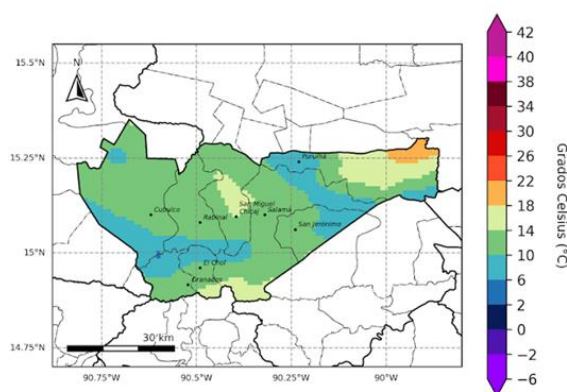 42
N
15.5°N
38
34
30
Purulhá
15.25°N
26
San Miguel
Cubulco
Chicaj
Salamá
22
Rabinal
San Jerónimo
18
15°N
14
El Chol
10
Granados
6
2
14.75°N
30 km
0
−2
−6
90.75°W
90.5°W
90.25°W
90°W
Grados Celsius (°C)